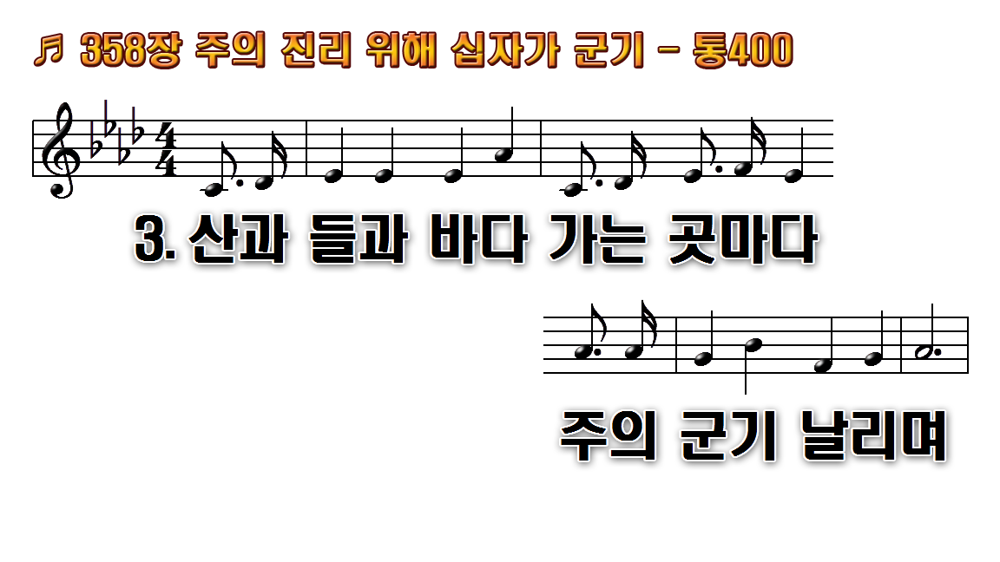 ♬ 358장 주의 진리 위해 십자가 군기 - 통400
3. 산과 들과 바다 가는 곳마다
주의 군기 날리며